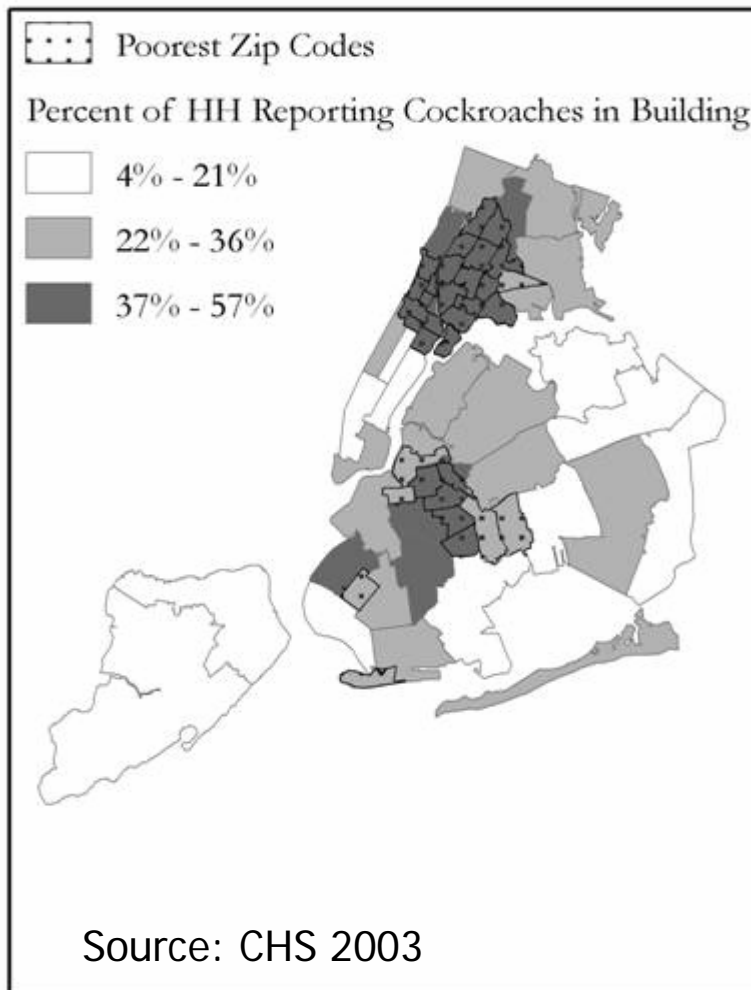 Poorest Zip Codes
Percent of HH Reporting Cockroaches in Building
4% - 21%
22% - 36%
37% - 57%
Source: CHS 2003